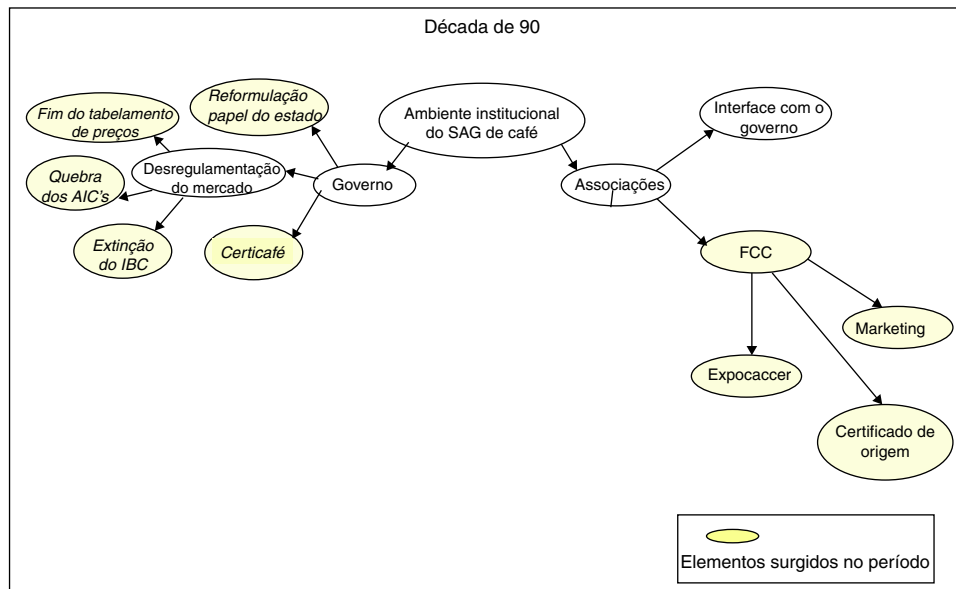 Década de 90
Reformulação
papel do estado
Fim do tabelamento
de preços
Ambiente institucional
do SAG de café
Interface com o
governo
Quebra
dos AIC's
Desregulamentação
do mercado
Governo
Associações
Extinção
do IBC
Certicafé
FCC
Marketing
Expocaccer
Certificado de
origem
Elementos surgidos no período